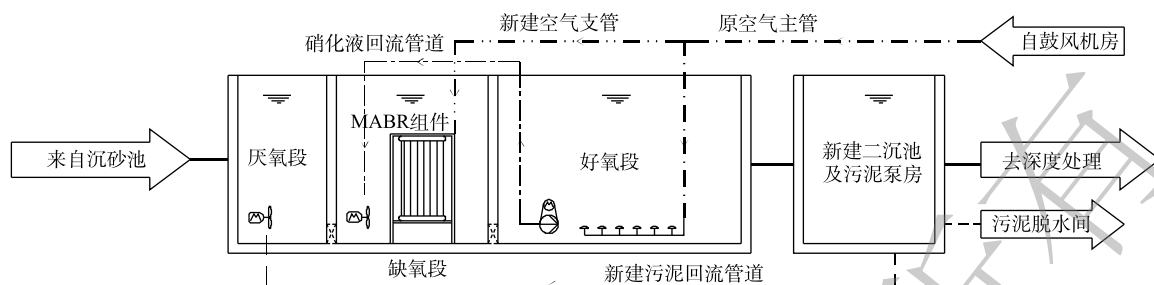 新建空气支管
原空气主管
硝化液回流管道
自鼓风机房
MABR组件
来自沉砂池
厌氧段
好氧段
新建二沉池
及污泥泵房
去深度处理
污泥脱水间
缺氧段
新建污泥回流管道